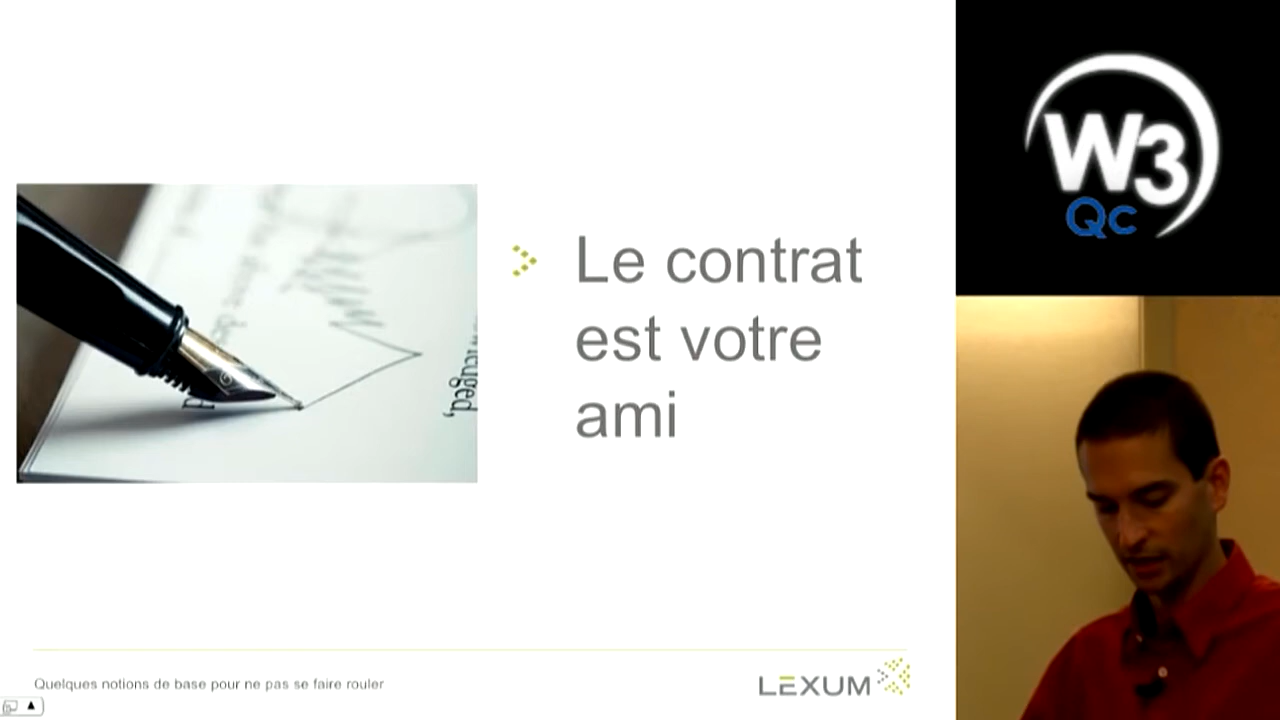 Le contrat
est votre
ami
Quelques notions de base pour ne pas se faire rouler
LEXUM
W3
Qc